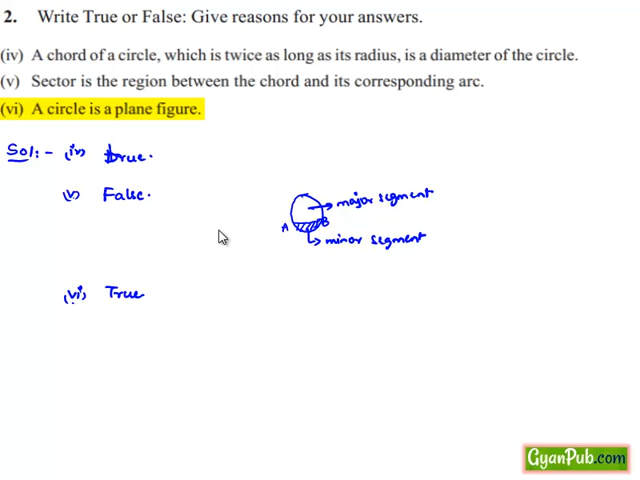 2. Write True or False: Give reasons for your answers.
(iv) A chord of a circle, which is twice as long as its radius, is a diameter of the circle.
(v) Sector is the region between the chord and its corresponding arc.
(vi) A circle is a plane figure.
Sol:- (iv) true.
(v) False.
major segment
A B
minor segment
(vi) True
GyanPub.com